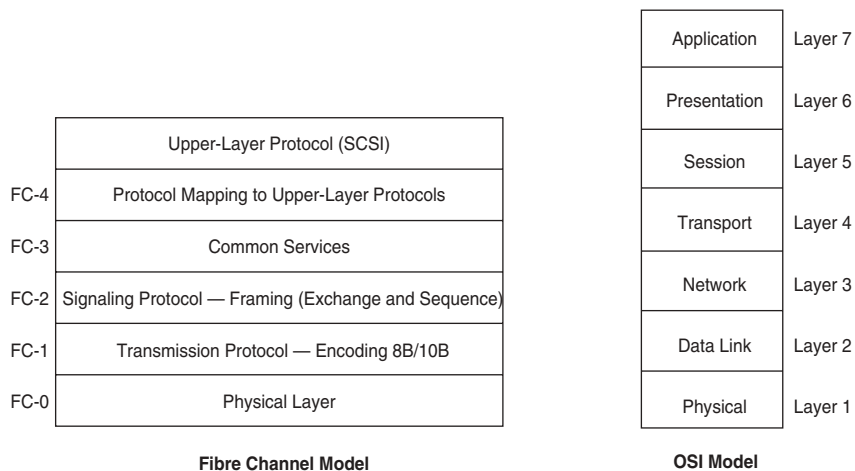 Upper-Layer Protocol (SCSI)
FC-4 Protocol Mapping to Upper-Layer Protocols
FC-3 Common Services
FC-2 Signaling Protocol — Framing (Exchange and Sequence)
FC-1 Transmission Protocol — Encoding 8B/10B
FC-0 Physical Layer
Fibre Channel Model
Application Layer 7
Presentation Layer 6
Session Layer 5
Transport Layer 4
Network Layer 3
Data Link Layer 2
Physical Layer 1
OSI Model